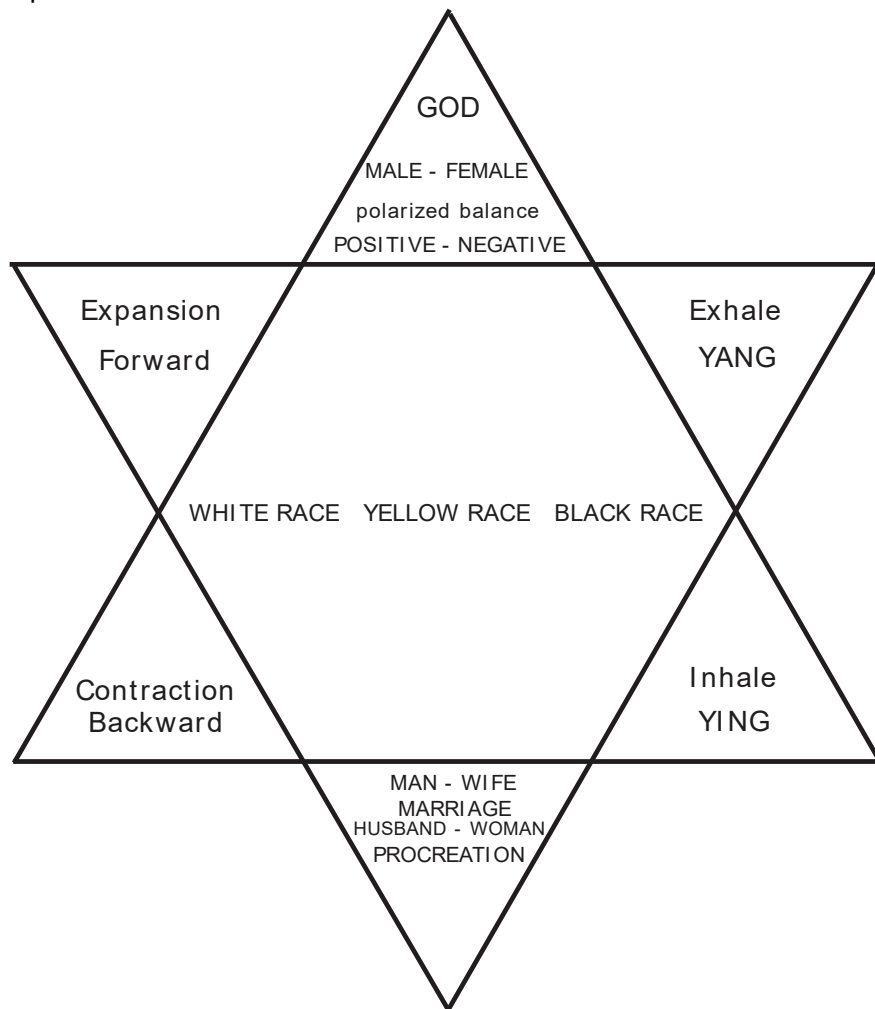 GOD
MALE - FEMALE
polarized balance
POSITIVE - NEGATIVE
Expansion
Forward
Exhale
YANG
WHITE RACE YELLOW RACE BLACK RACE
Contraction
Backward
Inhale
YING
MAN - WIFE
MARRIAGE
HUSBAND - WOMAN
PROCREATION